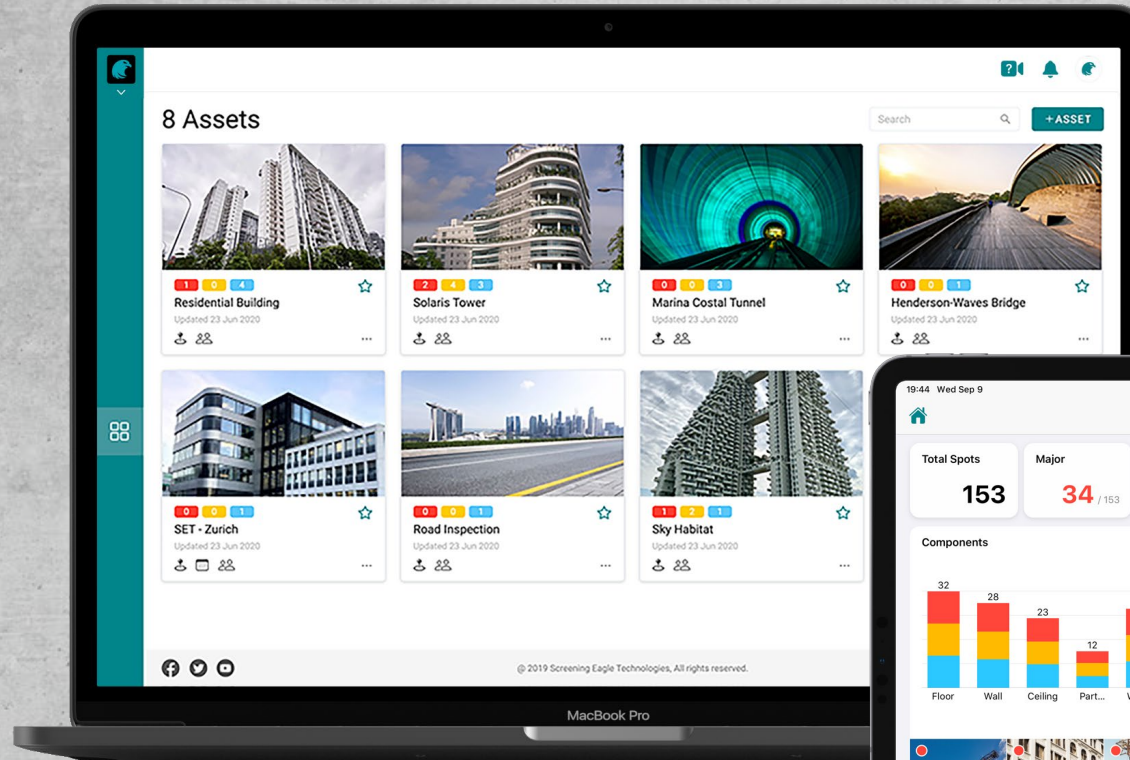 8 Assets
Search
+ASSET
1 0 4
Residential Building
Updated 23 Jun 2020
2 4 3
Solaris Tower
Updated 23 Jun 2020
0 0 3
Marina Costal Tunnel
Updated 23 Jun 2020
0 0 1
Henderson-Waves Bridge
Updated 23 Jun 2020
0 0 1
SET - Zurich
Updated 23 Jun 2020
0 0 1
Road Inspection
Updated 23 Jun 2020
1 2 1
Sky Habitat
Updated 23 Jun 2020
@ 2019 Screening Eagle Technologies, All rights reserved.
MacBook Pro
19:44 Wed Sep 9
Total Spots
153
Major
34 / 153
Components
32
28
23
12
Floor
Wall
Ceiling
Part...